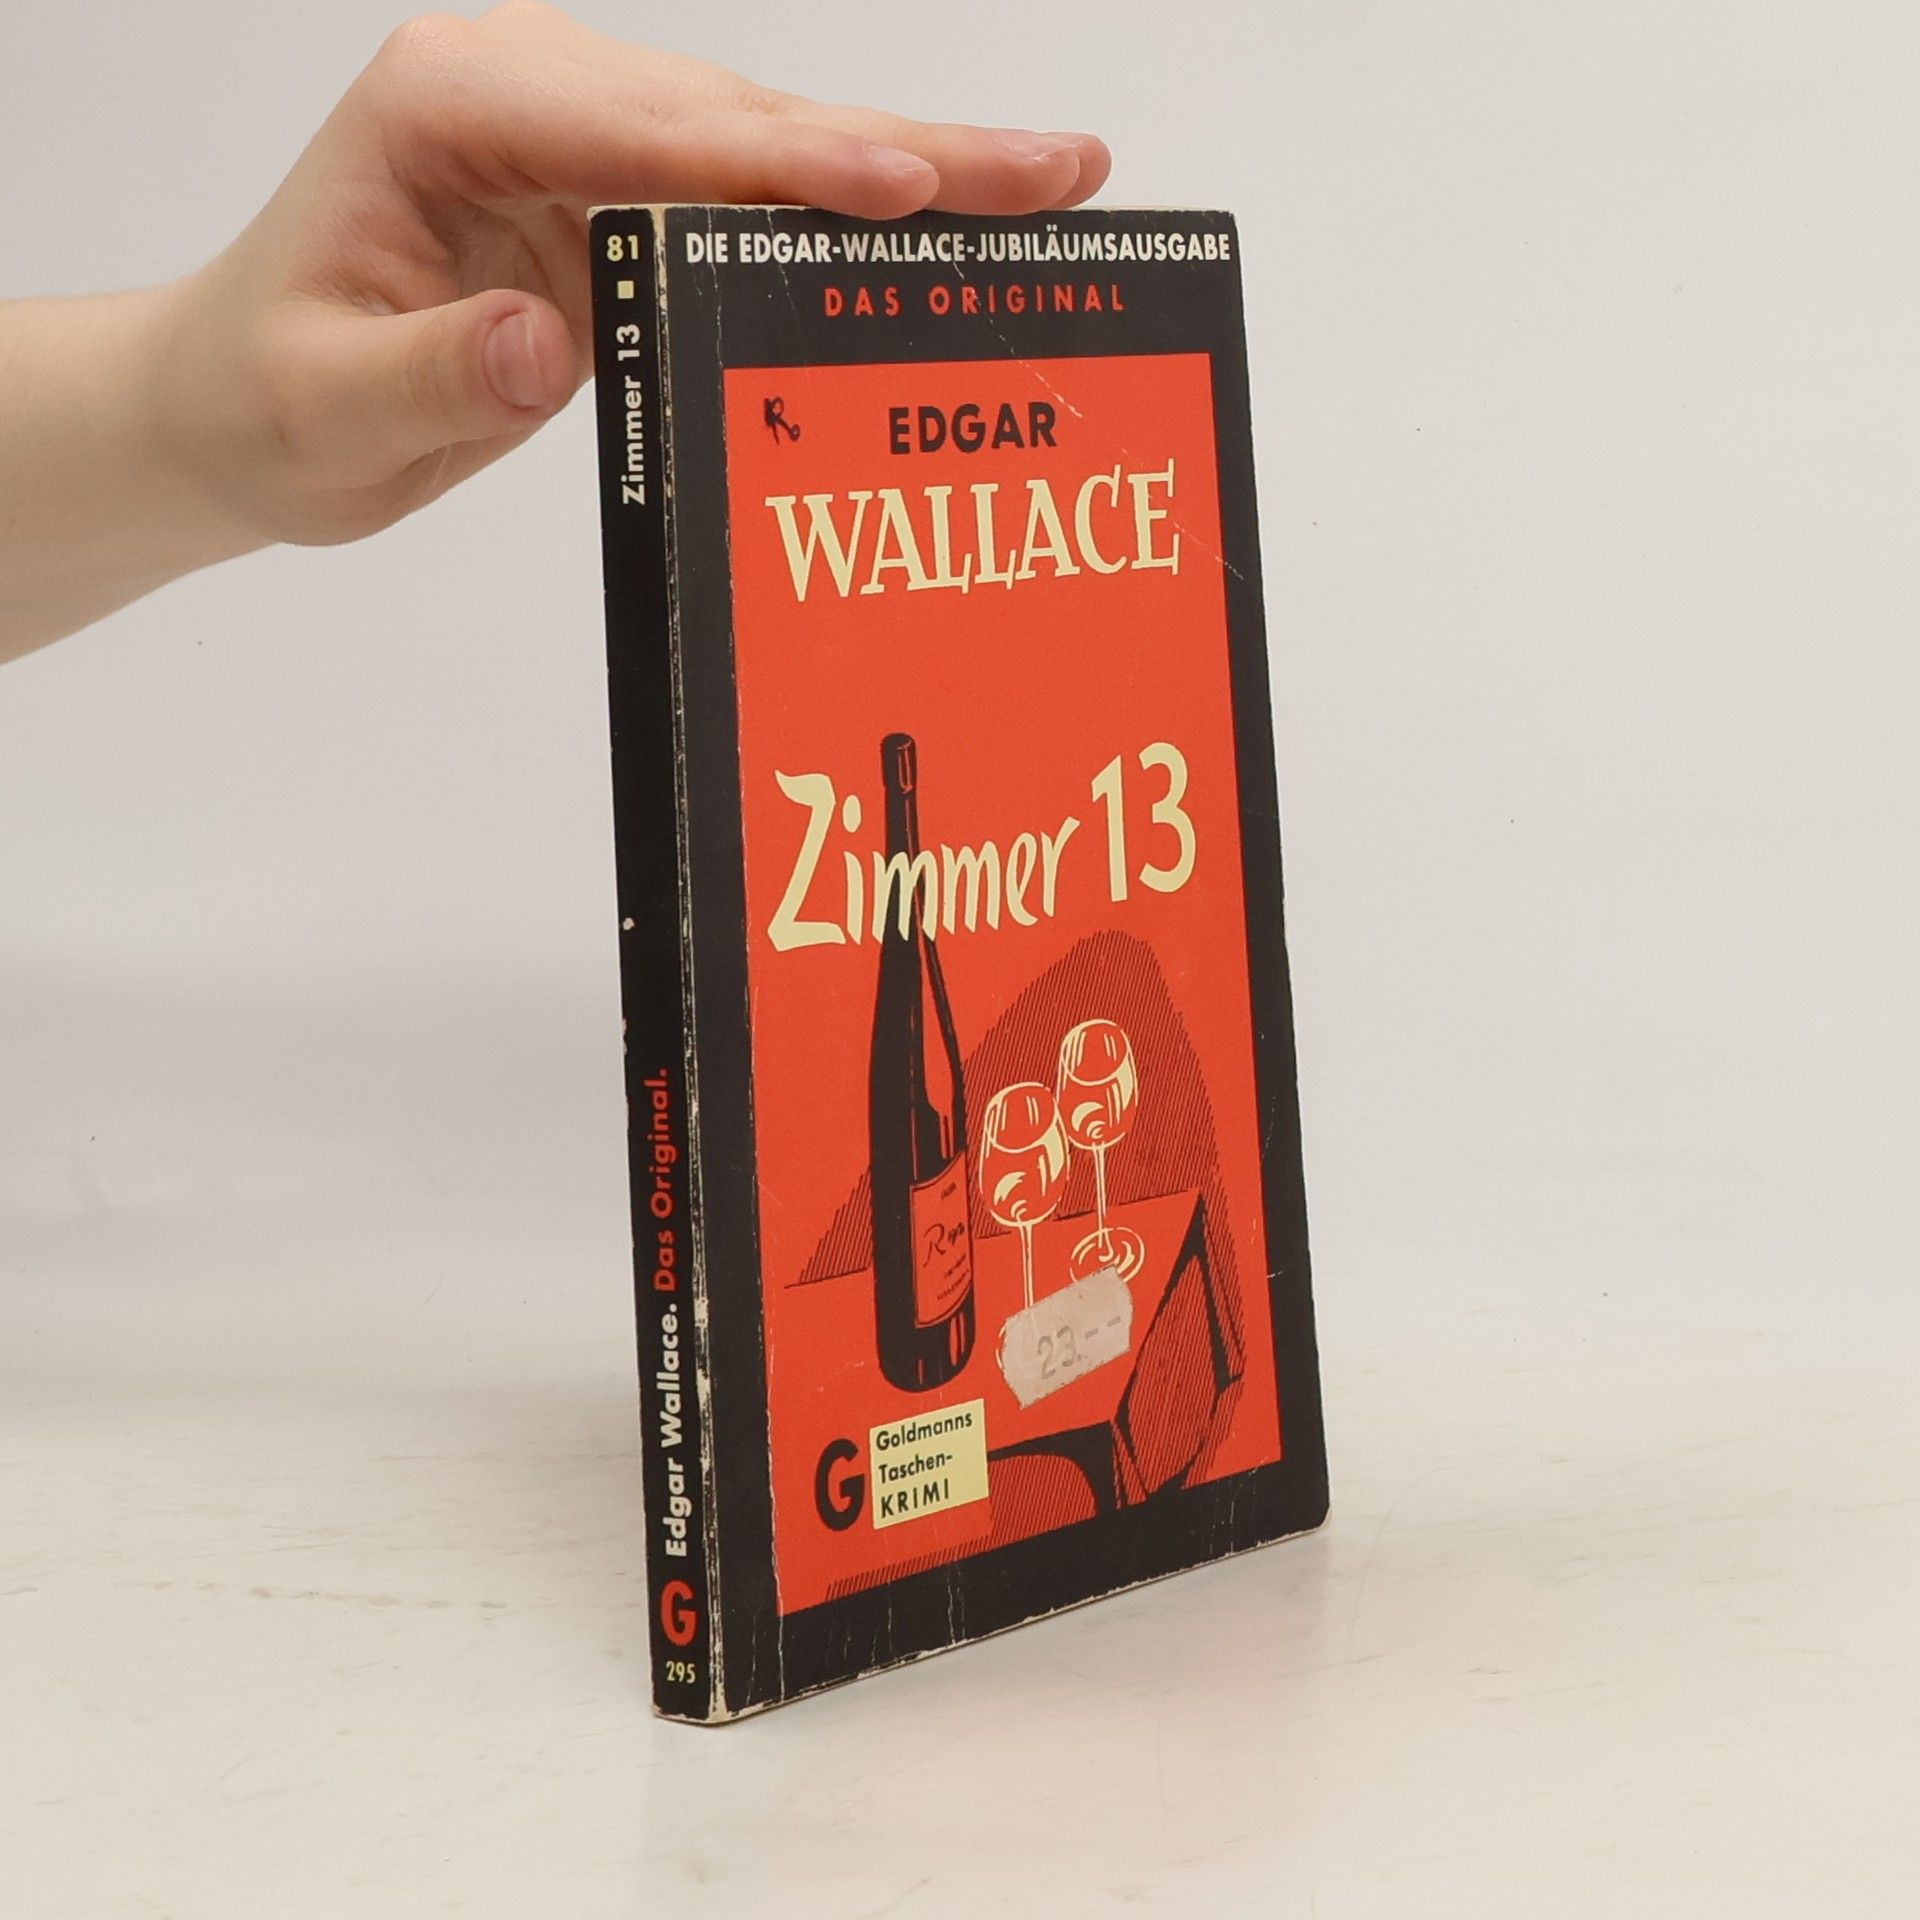 81
Zimmer 13
Edgar Wallace. Das Original.
G
295
DIE EDGAR-WALLACE-JUBILÄUMSAUSGABE
DAS ORIGINAL
R.
EDGAR
WALLACE
Zimmer 13
23.--
G
Goldmanns
Taschen-
KRIMI